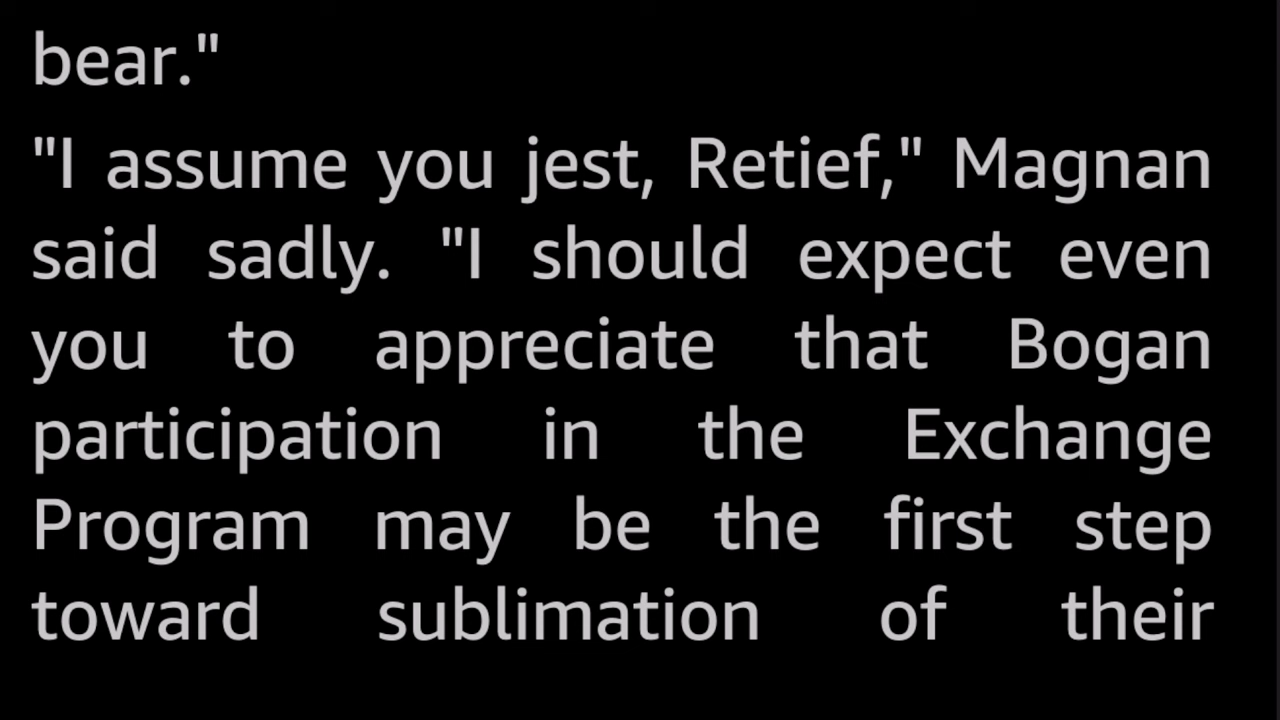 bear."
"I assume you jest, Retief," Magnan
said sadly. "I should expect even
you to appreciate that Bogan
participation in the Exchange
Program may be the first step
toward sublimation of their